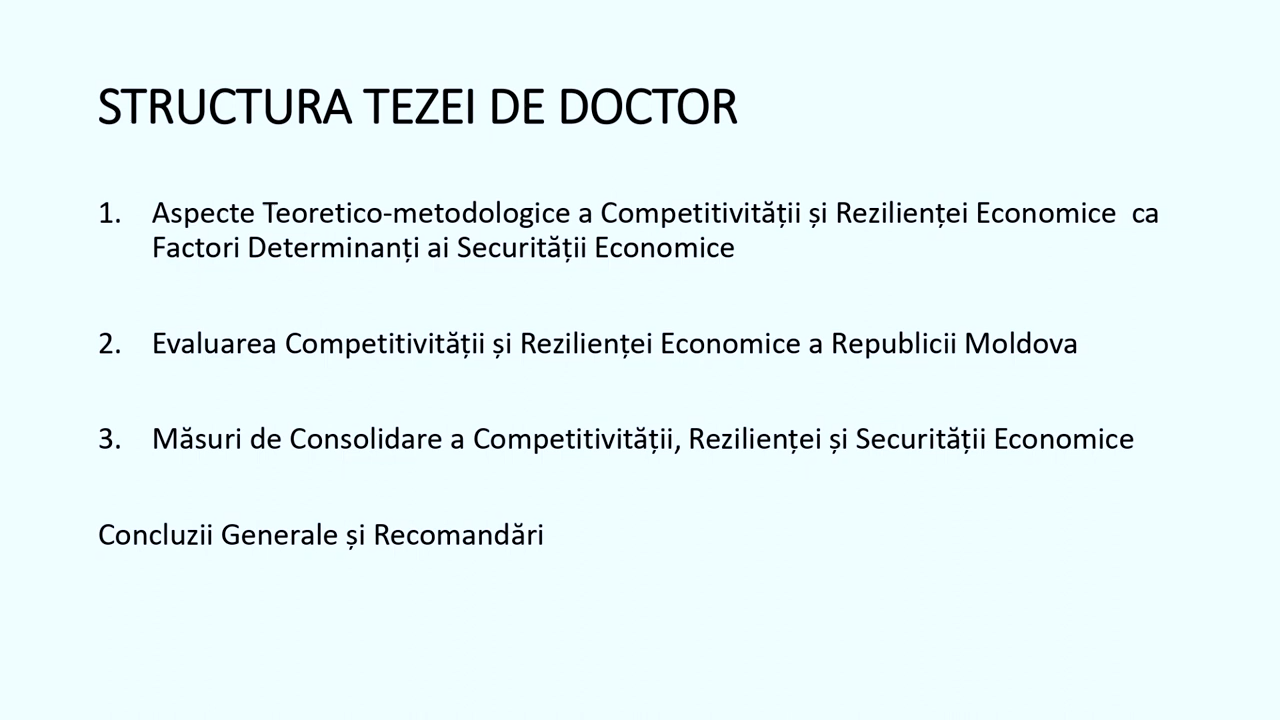 STRUCTURA TEZEI DE DOCTOR
1. Aspecte Teoretico-metodologice a Competitivității și Rezilienței Economice  ca
Factori Determinanți ai Securității Economice
2. Evaluarea Competitivității și Rezilienței Economice a Republicii Moldova
3. Măsuri de Consolidare a Competitivității, Rezilienței și Securității Economice
Concluzii Generale și Recomandări